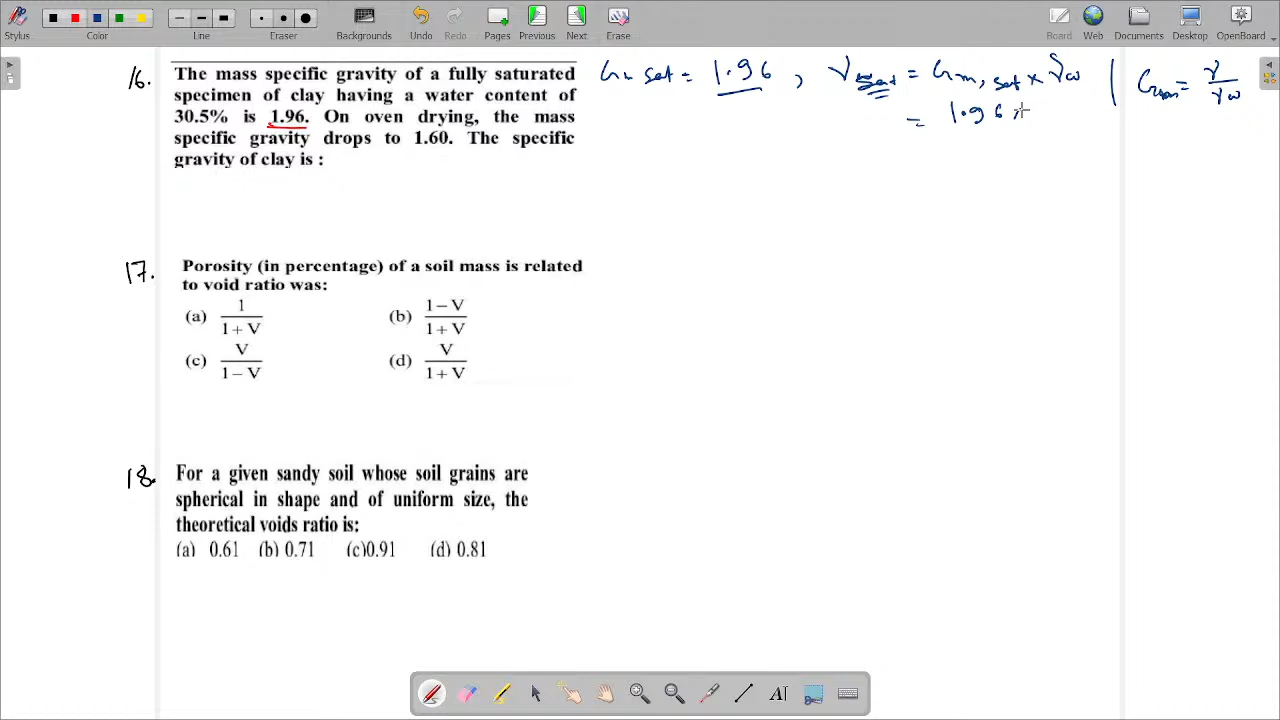 Styles Color Line Eraser Backgrounds Undo Redo Pages Previous Next Erase Board Web Documents Desktop OpenBoard
16. The mass specific gravity of a fully saturated
specimen of clay having a water content of
30.5% is 1.96. On oven drying, the mass
specific gravity drops to 1.60. The specific
gravity of clay is :
Gm sat = 1.96 , γsat = Gm, sat × γω
= 1.96 ×
Gm = γ/γω
17. Porosity (in percentage) of a soil mass is related
to void ratio was:
(a) 1/1+V (b) 1−V/1+V
(c) V/1−V (d) V/1+V
18. For a given sandy soil whose soil grains are
spherical in shape and of uniform size, the
theoretical voids ratio is:
(a) 0.61 (b) 0.71 (c)0.91 (d) 0.81